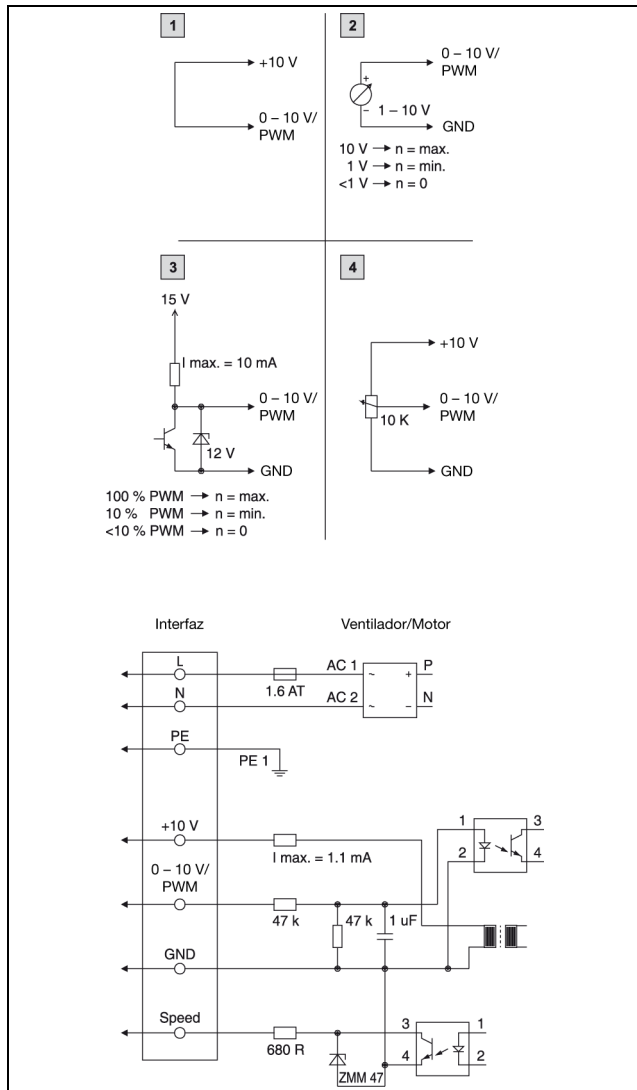 1
+10 V
0 – 10 V/
PWM
2
0 – 10 V/
PWM
+
– 1 – 10 V
GND
10 V → n = max.
1 V → n = min.
<1 V → n = 0
3
15 V
I max. = 10 mA
0 – 10 V/
PWM
12 V
GND
100 % PWM → n = max.
10 % PWM → n = min.
<10 % PWM → n = 0
4
+10 V
0 – 10 V/
PWM
10 K
GND
Interfaz
Ventilador/Motor
L
1.6 AT
AC 1
~ +
P
N
AC 2
~ –
N
PE
PE 1
+10 V
I max. = 1.1 mA
1
2
3
4
0 – 10 V/
PWM
47 k
47 k
1 uF
GND
Speed
680 R
ZMM 47
3
4
1
2